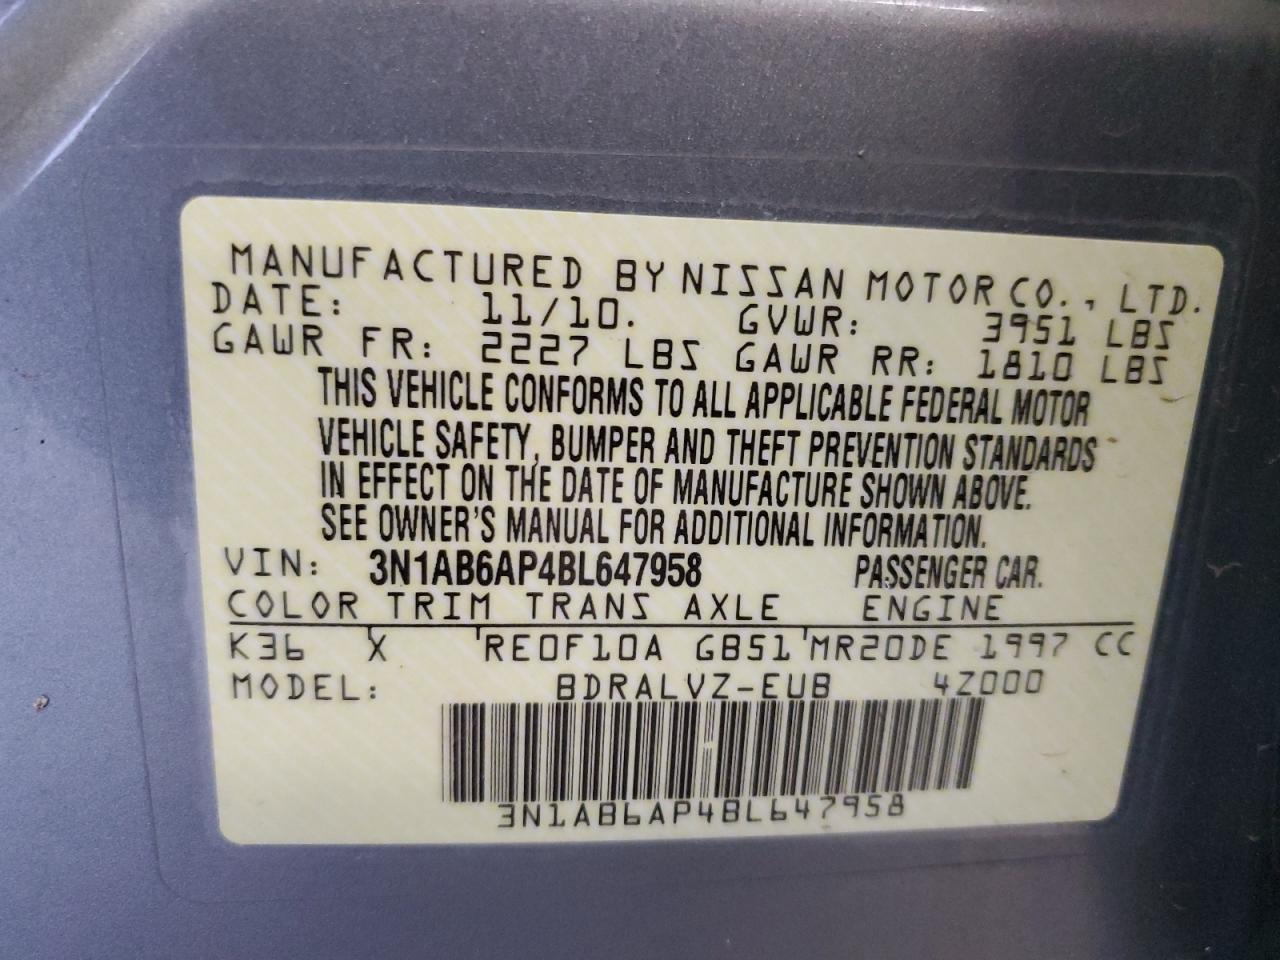 MANUFACTURED BY NISSAN MOTOR CO., LTD.
DATE: 11/10. GVWR: 3951 LBS
GAWR FR: 2227 LBS GAWR RR: 1810 LBS
THIS VEHICLE CONFORMS TO ALL APPLICABLE FEDERAL MOTOR
VEHICLE SAFETY, BUMPER AND THEFT PREVENTION STANDARDS
IN EFFECT ON THE DATE OF MANUFACTURE SHOWN ABOVE.
SEE OWNER'S MANUAL FOR ADDITIONAL INFORMATION.
VIN: 3N1AB6AP4BL647958 PASSENGER CAR.
COLOR TRIM TRANS AXLE ENGINE
K36 X RE0F10A GB51 MR20DE 1997 CC
MODEL: BDRALVZ-EUB 4Z000
3N1AB6AP4BL647958